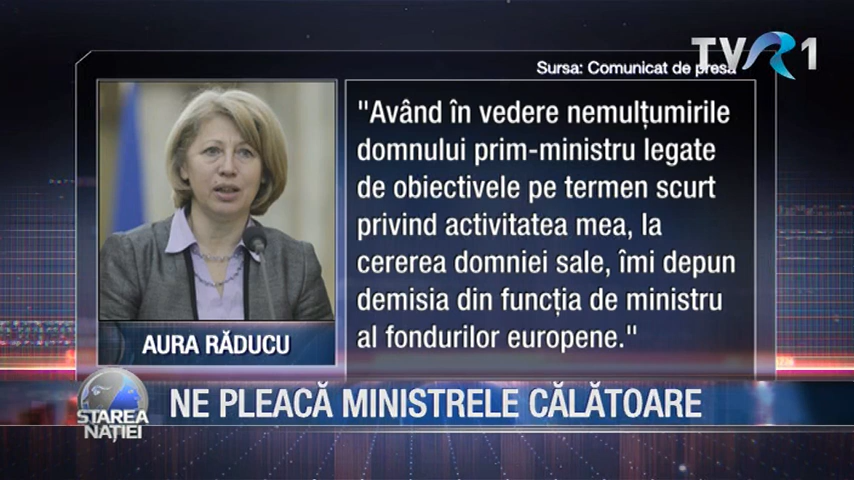 TVR1
Sursa: Comunicat de presă
"Având în vedere nemulțumirile
domnului prim-ministru legate
de obiectivele pe termen scurt
privind activitatea mea, la
cererea domniei sale, îmi depun
demisia din funcția de ministru
al fondurilor europene."
AURA RĂDUCU
STAREA
NAȚIEI
NE PLEACĂ MINISTRELE CĂLĂTOARE